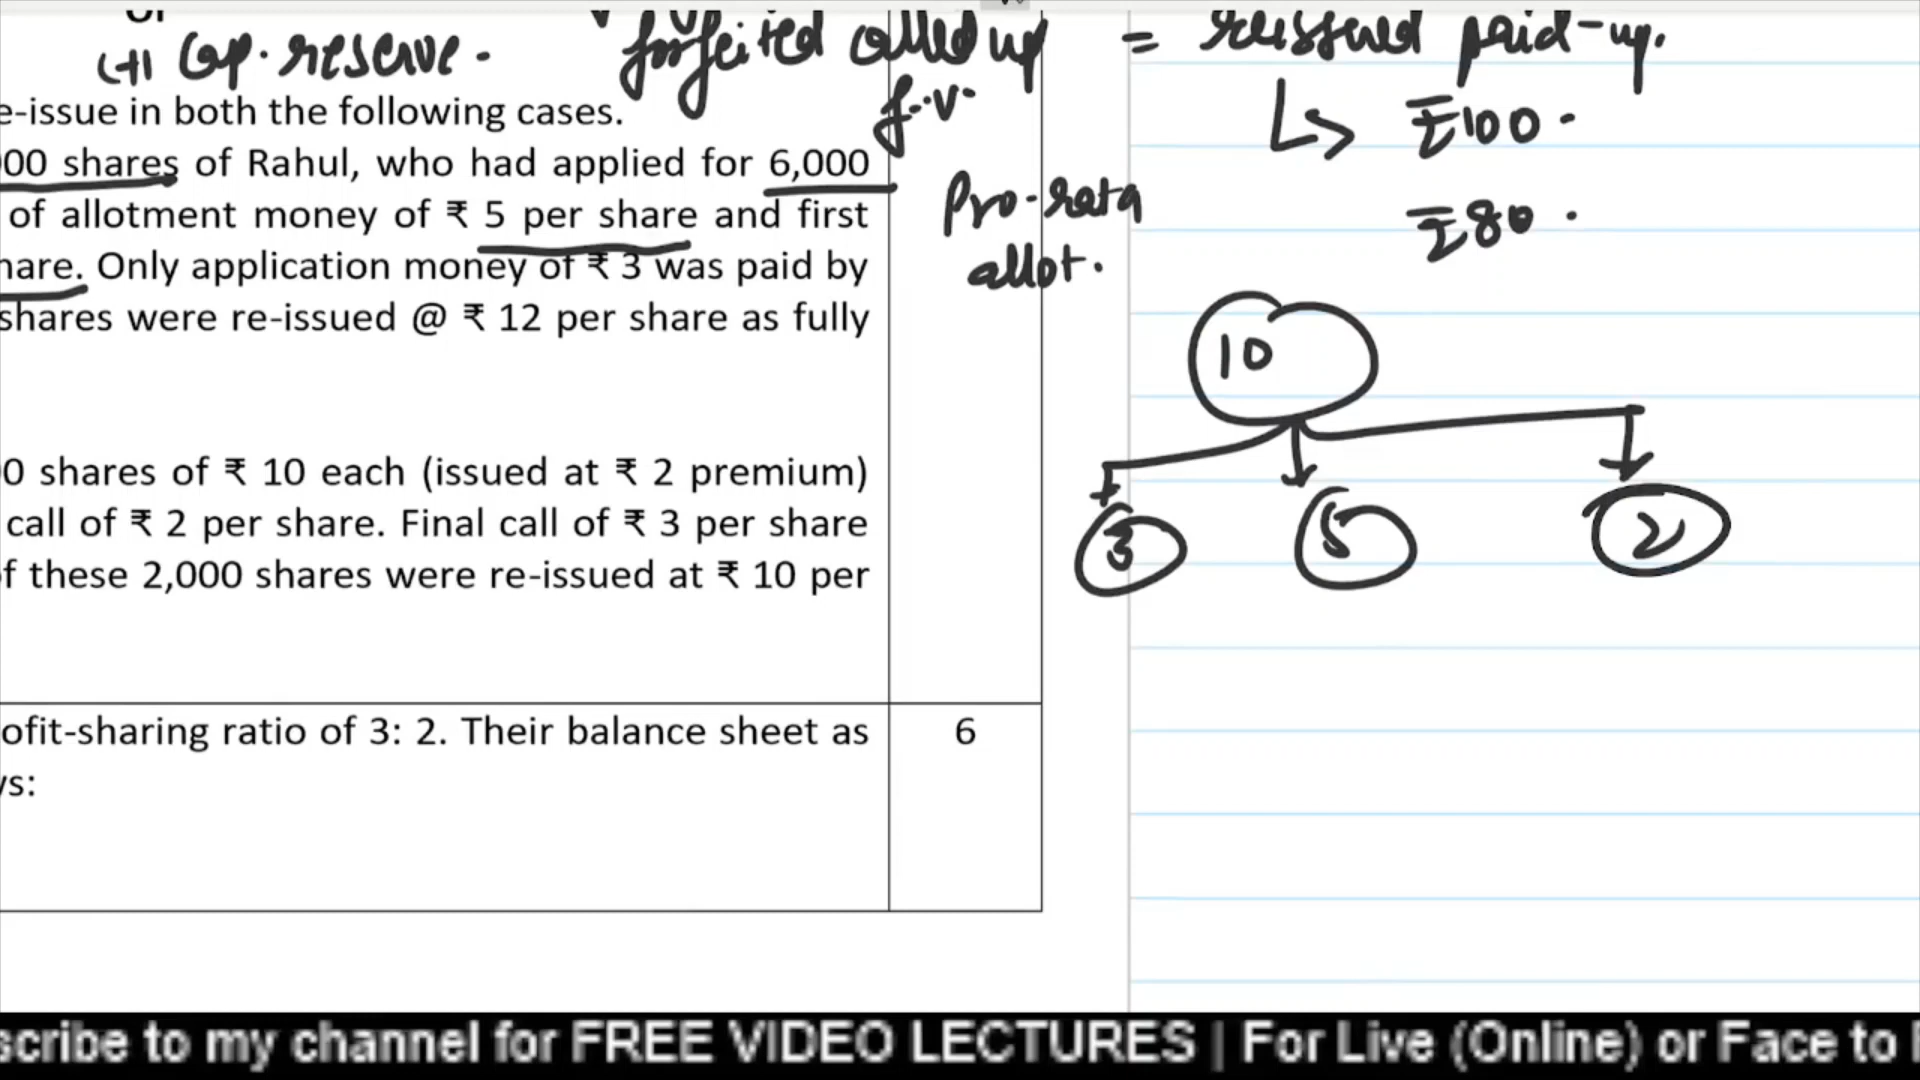 or
(+) Cap. reserve. forfeited called up = reissued paid-up.
f.v.
↳ ₹100.
₹80.
e-issue in both the following cases.
00 shares of Rahul, who had applied for 6,000
of allotment money of ₹ 5 per share and first
hare. Only application money of ₹ 3 was paid by
shares were re-issued @ ₹ 12 per share as fully
Pro-rata
allot.
10
3 5 2
0 shares of ₹ 10 each (issued at ₹ 2 premium)
call of ₹ 2 per share. Final call of ₹ 3 per share
f these 2,000 shares were re-issued at ₹ 10 per
ofit-sharing ratio of 3: 2. Their balance sheet as 6
ws:
scribe to my channel for FREE VIDEO LECTURES | For Live (Online) or Face to